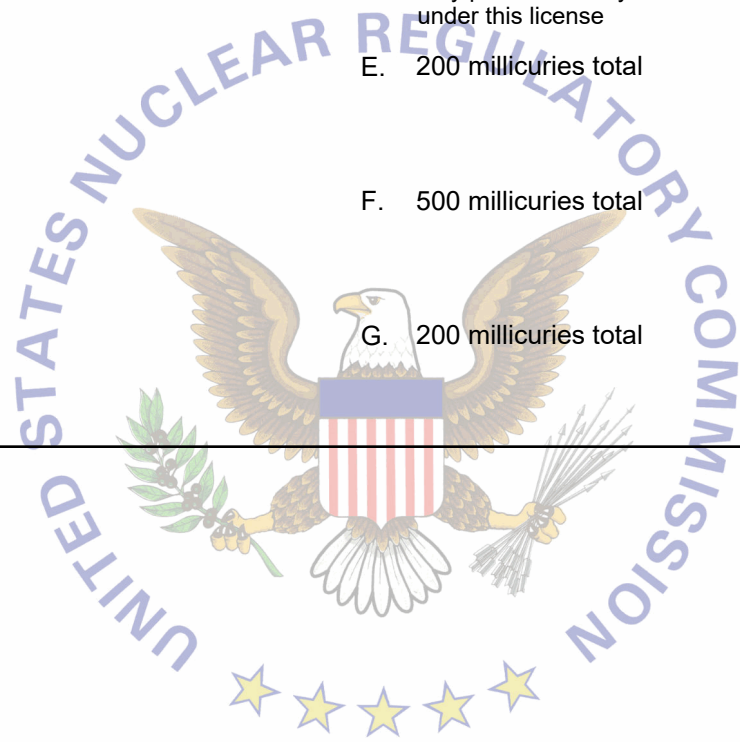 under this license
E. 200 millicuries total
F. 500 millicuries total
G. 200 millicuries total
UNITED STATES NUCLEAR REGULATORY COMMISSION